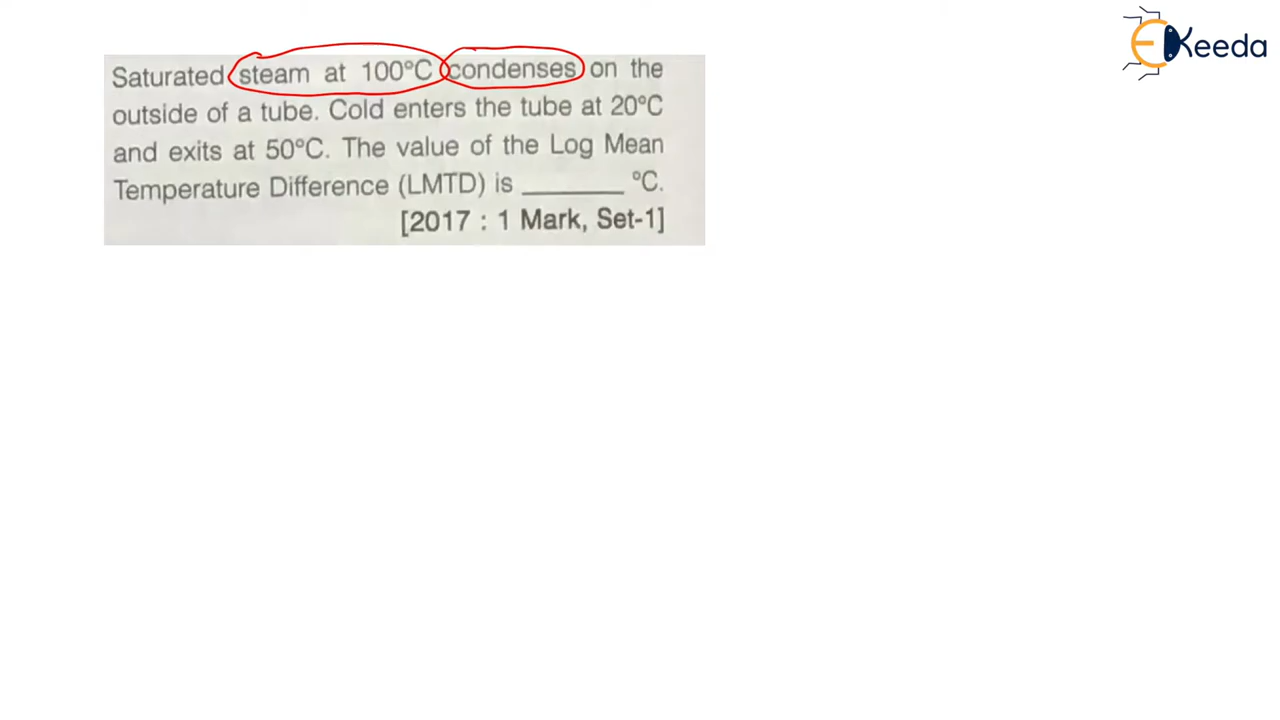 Keeda
Saturated steam at 100°C condenses on the
outside of a tube. Cold enters the tube at 20°C
and exits at 50°C. The value of the Log Mean
Temperature Difference (LMTD) is ________ °C.
[2017 : 1 Mark, Set-1]